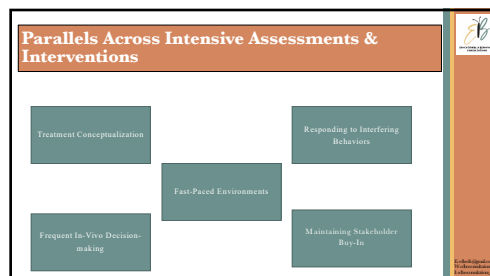 Parallels Across Intensive Assessments &
Interventions
Treatment Conceptualization
Responding to Interfering
Behaviors
Fast-Paced Environments
Frequent In-Vivo Decision-
making
Maintaining Stakeholder
Buy-In